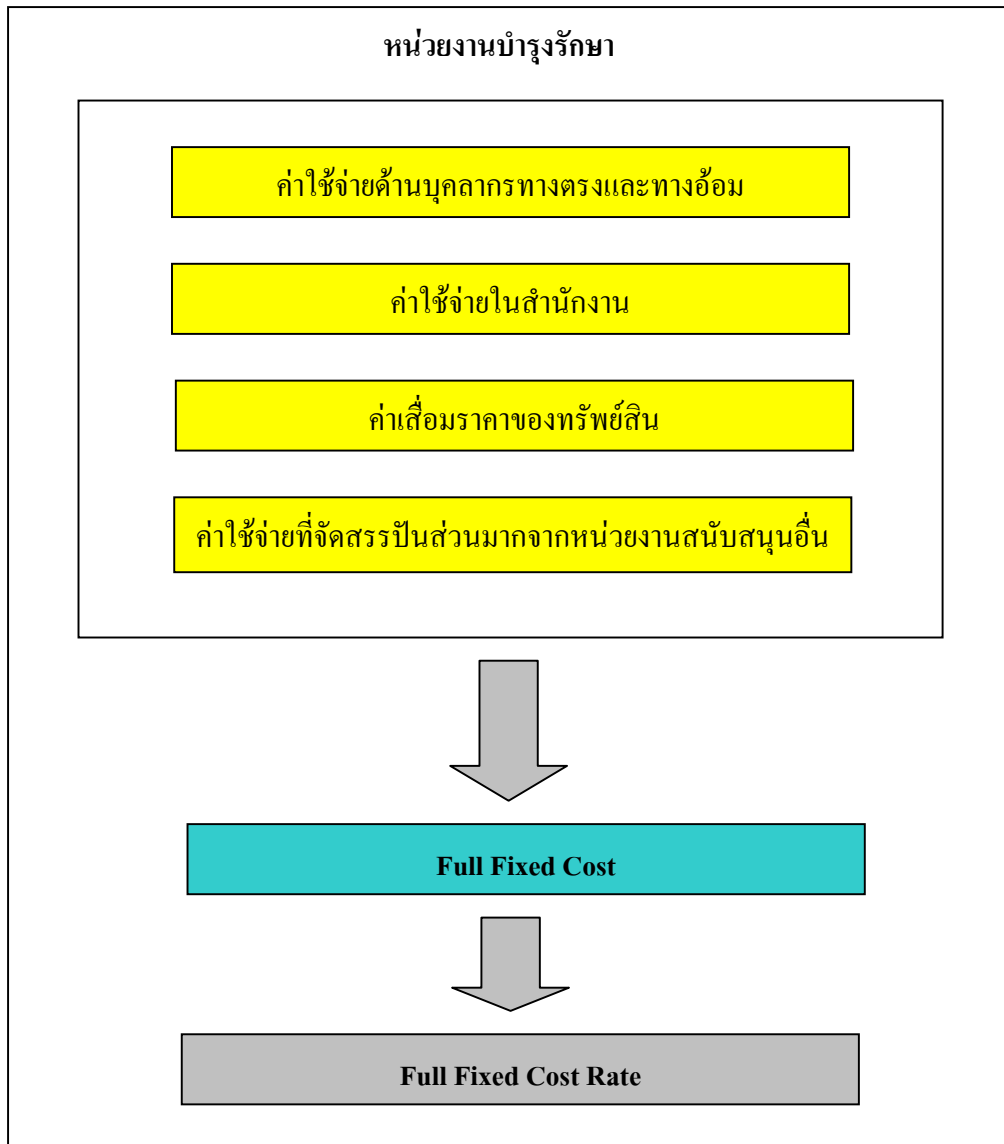 หน่วยงานบำรุงรักษา
ค่าใช้จ่ายด้านบุคลากรทางตรงและทางอ้อม
ค่าใช้จ่ายในสำนักงาน
ค่าเสื่อมราคาของทรัพย์สิน
ค่าใช้จ่ายที่จัดสรรปันส่วนมากจากหน่วยงานสนับสนุนอื่น
Full Fixed Cost
Full Fixed Cost Rate